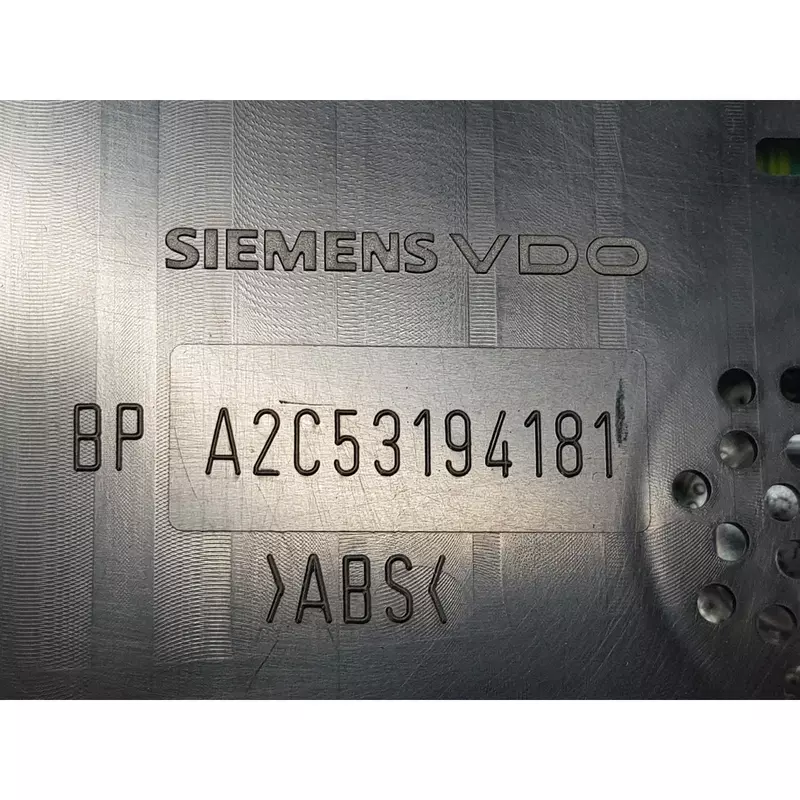 SIEMENS VDO
BP A2C53194181
>ABS<